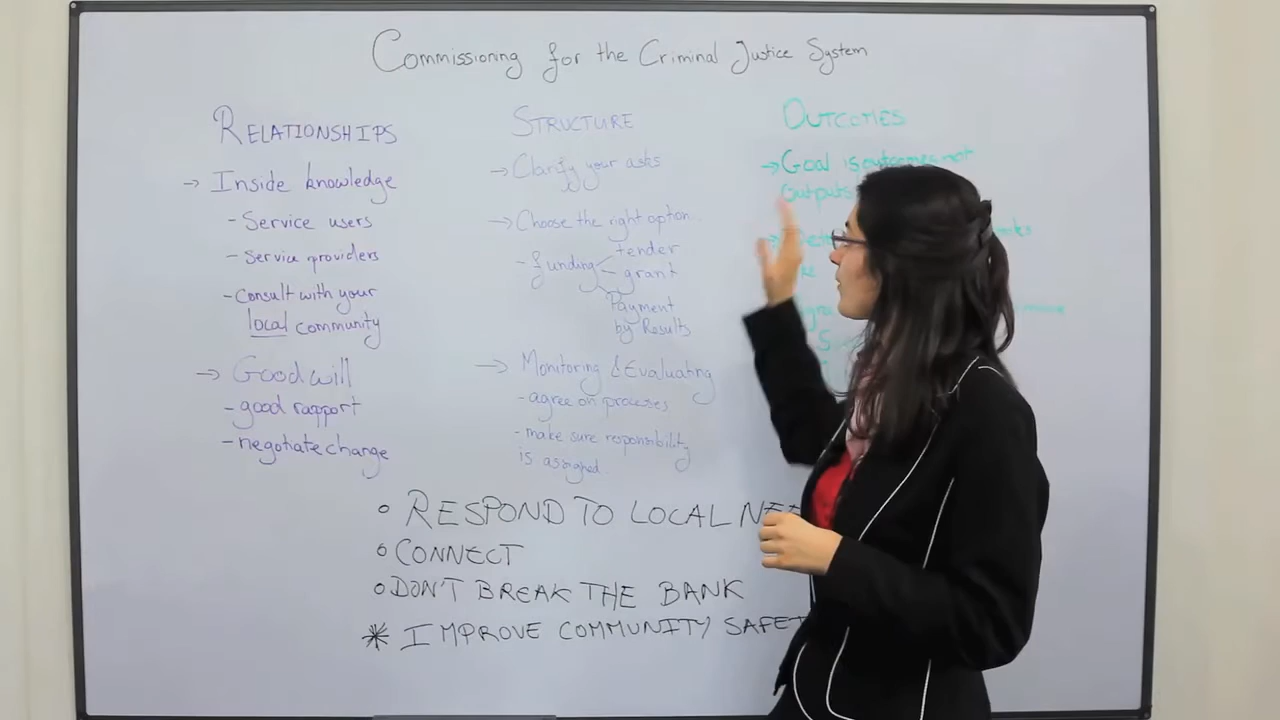 Commissioning for the Criminal Justice System
RELATIONSHIPS
→ Inside knowledge
- Service users
- Service providers
- Consult with your
local community
→ Good will
- good rapport
- negotiate change
STRUCTURE
→ Clarify your asks
→ Choose the right option
- funding
tender
grant
Payment
by Results
→ Monitoring & Evaluating
- agree on processes
- make sure responsibility
is assigned.
OUTCOMES
→ Goal is outcomes not
outputs
° RESPOND TO LOCAL
° CONNECT
° DON'T BREAK THE BANK
* IMPROVE COMMUNITY